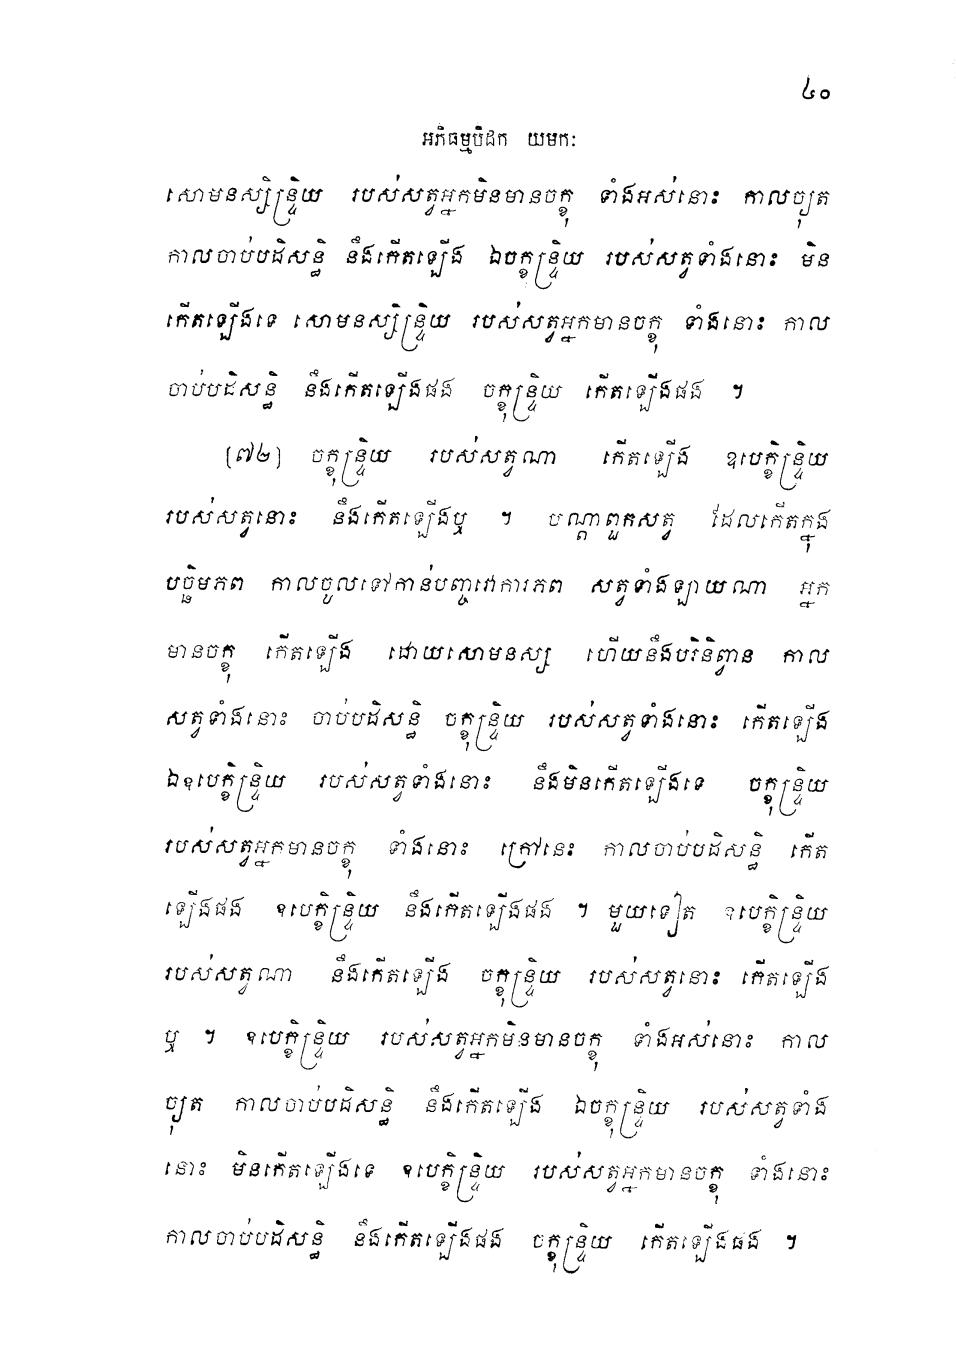 ៤០
អភិធម្មបិដក យមកៈ
សោមនស្សិន្ទ្រិយ របស់សត្វអ្នកមិនមានចក្ខុ ទាំងអស់នោះ កាលច្យុត
កាលចាប់បដិសន្ធិ នឹងកើតឡើង ឯចក្ខុន្ទ្រិយ របស់សត្វទាំងនោះ មិន
កើតឡើងទេ សោមនស្សិន្ទ្រិយ របស់សត្វអ្នកមានចក្ខុ ទាំងនោះ កាល
ចាប់បដិសន្ធិ នឹងកើតឡើងផង ចក្ខុន្ទ្រិយ កើតឡើងផង ។
(៧២) ចក្ខុន្ទ្រិយ របស់សត្វណា កើតឡើង ឧបេក្ខិន្ទ្រិយ
របស់សត្វនោះ នឹងកើតឡើងឬ ។ បណ្តាពួកសត្វ ដែលកើតក្នុង
បច្ឆិមភព កាលចូលទៅកាន់បញ្ចវោការភព សត្វទាំងឡាយណា អ្នក
មានចក្ខុ កើតឡើង ដោយសោមនស្ស ហើយនឹងបរិនិព្វាន កាល
សត្វទាំងនោះ ចាប់បដិសន្ធិ ចក្ខុន្ទ្រិយ របស់សត្វទាំងនោះ កើតឡើង
ឯឧបេក្ខិន្ទ្រិយ របស់សត្វទាំងនោះ នឹងមិនកើតឡើងទេ ចក្ខុន្ទ្រិយ
របស់សត្វអ្នកមានចក្ខុ ទាំងនោះ ក្រៅនេះ កាលចាប់បដិសន្ធិ កើត
ឡើងផង ឧបេក្ខិន្ទ្រិយ នឹងកើតឡើងផង ។ មួយទៀត ឧបេក្ខិន្ទ្រិយ
របស់សត្វណា នឹងកើតឡើង ចក្ខុន្ទ្រិយ របស់សត្វនោះ កើតឡើង
ឬ ។ ឧបេក្ខិន្ទ្រិយ របស់សត្វអ្នកមិនមានចក្ខុ ទាំងអស់នោះ កាល
ច្យុត កាលចាប់បដិសន្ធិ នឹងកើតឡើង ឯចក្ខុន្ទ្រិយ របស់សត្វទាំង
នោះ មិនកើតឡើងទេ ឧបេក្ខិន្ទ្រិយ របស់សត្វអ្នកមានចក្ខុ ទាំងនោះ
កាលចាប់បដិសន្ធិ នឹងកើតឡើងផង ចក្ខុន្ទ្រិយ កើតឡើងផង ។